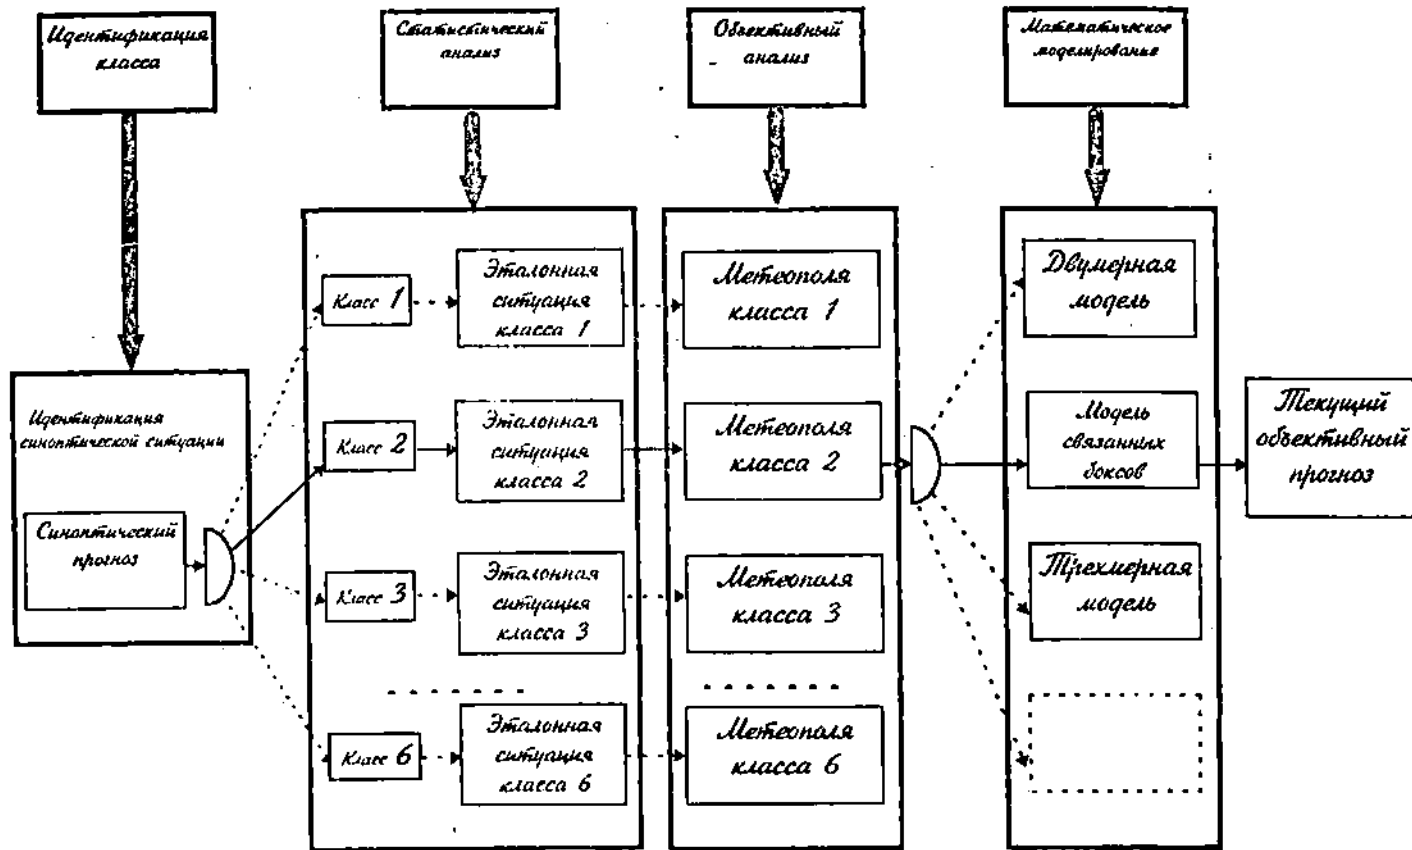 Идентификация
класса
Статистический
анализ
Объективный
анализ
Математическое
моделирование
Идентификация
синоптической ситуации
Синоптический
прогноз
Класс 1
Эталонная
ситуация
класса 1
Метеополя
класса 1
Двумерная
модель
Класс 2
Эталонная
ситуация
класса 2
Метеополя
класса 2
Модель
связанных
боксов
Текущий
объективный
прогноз
Класс 3
Эталонная
ситуация
класса 3
Метеополя
класса 3
Трехмерная
модель
Класс 6
Эталонная
ситуация
класса 6
Метеополя
класса 6